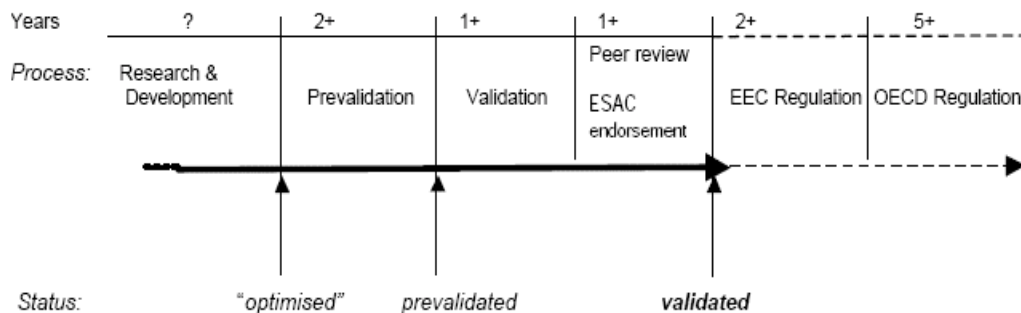 Years ? 2+ 1+ 1+ 2+ 5+
Peer review
Process: Research &
Development Prevalidation Validation ESAC EEC Regulation OECD Regulation
endorsement
Status: "optimised" prevalidated validated